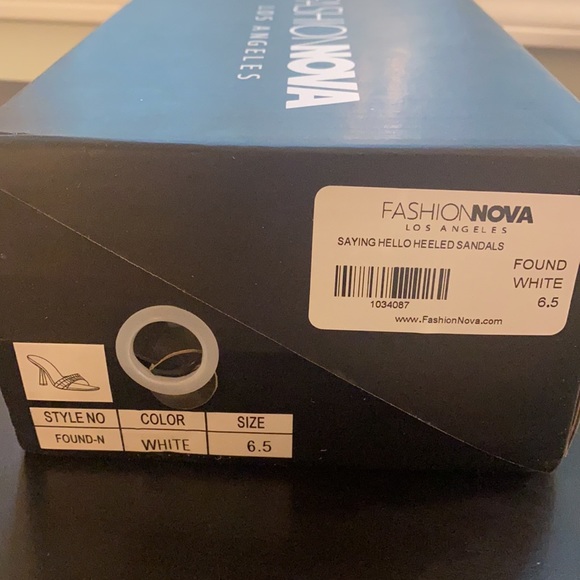 FASHIONNOVA
LOS ANGELES
FASHIONNOVA
LOS ANGELES
SAYING HELLO HEELED SANDALS
FOUND
WHITE
6.5
1034087
www.FashionNova.com
STYLE NO COLOR SIZE
FOUND-N WHITE 6.5